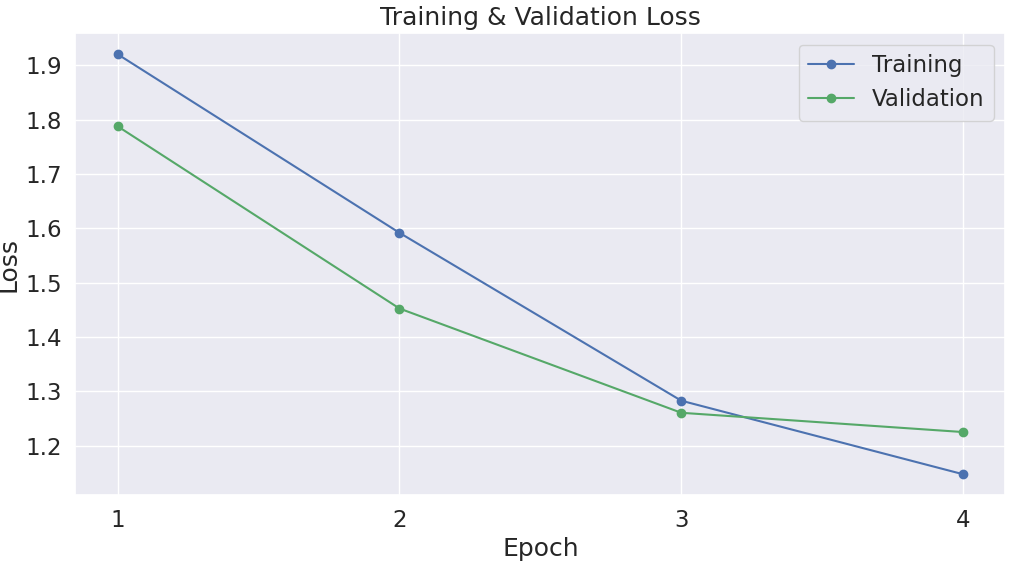 Training & Validation Loss
Training
Validation
1.9
1.8
1.7
1.6
1.5
1.4
1.3
1.2
Loss
1
2
3
4
Epoch